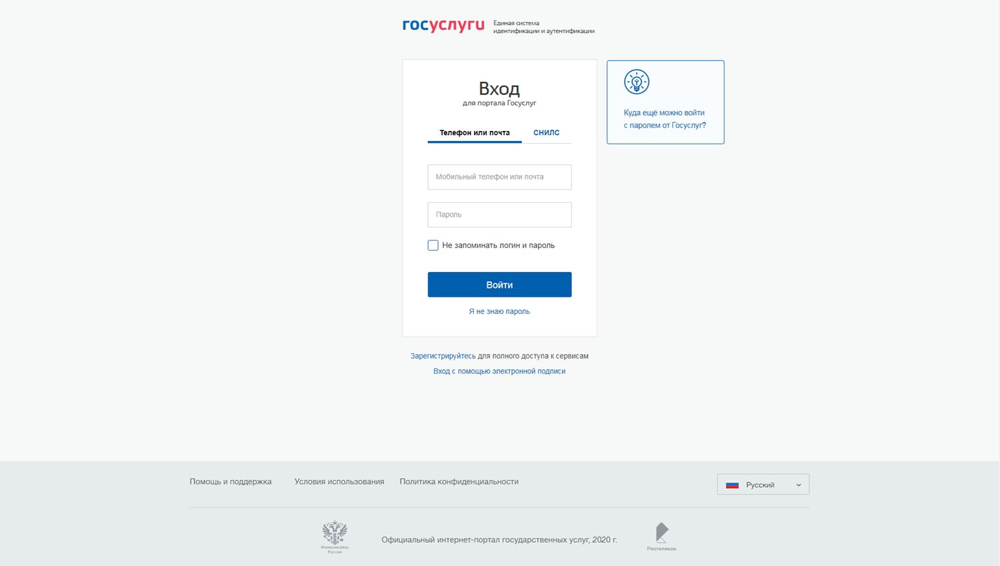 госуслуги
Единая система
идентификации и аутентификации
Вход
для портала Госуслуг
Телефон или почта
СНИЛС
Мобильный телефон или почта
Пароль
Не запоминать логин и пароль
Войти
Я не знаю пароль
Зарегистрируйтесь для полного доступа к сервисам
Вход с помощью электронной подписи
Куда ещё можно войти
с паролем от Госуслуг?
Помощь и поддержка
Условия использования
Политика конфиденциальности
Русский
Минкомсвязь
России
Официальный интернет-портал государственных услуг, 2020 г.
Ростелеком